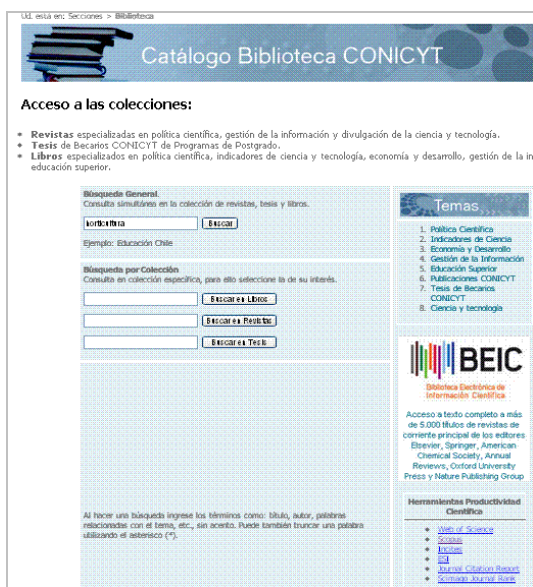 Ud. está en: Secciones > Biblioteca
Catálogo Biblioteca CONICYT
Acceso a las colecciones:
Revistas especializadas en política científica, gestión de la información y divulgación de la ciencia y tecnología.
Tesis de Becarios CONICYT de Programas de Postgrado.
Libros especializados en política científica, indicadores de ciencia y tecnología, economía y desarrollo, gestión de la in
educación superior.
Búsqueda General.
Consulta simultánea en la colección de revistas, tesis y libros.
horticultura Buscar
Ejemplo: Educación Chile
Búsqueda por Colección
Consulta en colección específica, para ello seleccione la de su interés.
Buscar en Libros
Buscar en Revistas
Buscar en Tesis
Al hacer una búsqueda ingrese los términos como: título, autor, palabras
relacionadas con el tema, etc., sin acento. Puede también truncar una palabra
utilizando el asterisco (*).
Temas
1. Política Científica
2. Indicadores de Ciencia
3. Economía y Desarrollo
4. Gestión de la Información
5. Educación Superior
6. Publicaciones CONICYT
7. Tesis de Becarios
CONICYT
8. Ciencia y tecnología
BEIC
Biblioteca Electrónica de
Información Científica
Acceso a texto completo a más
de 5.000 títulos de revistas de
corriente principal de los editores
Elsevier, Springer, American
Chemical Society, Annual
Reviews, Oxford University
Press y Nature Publishing Group
Herramientas Productividad
Científica
Web of Science
Scopus
Incites
ESI
Journal Citation Report
Scimago Journal Rank